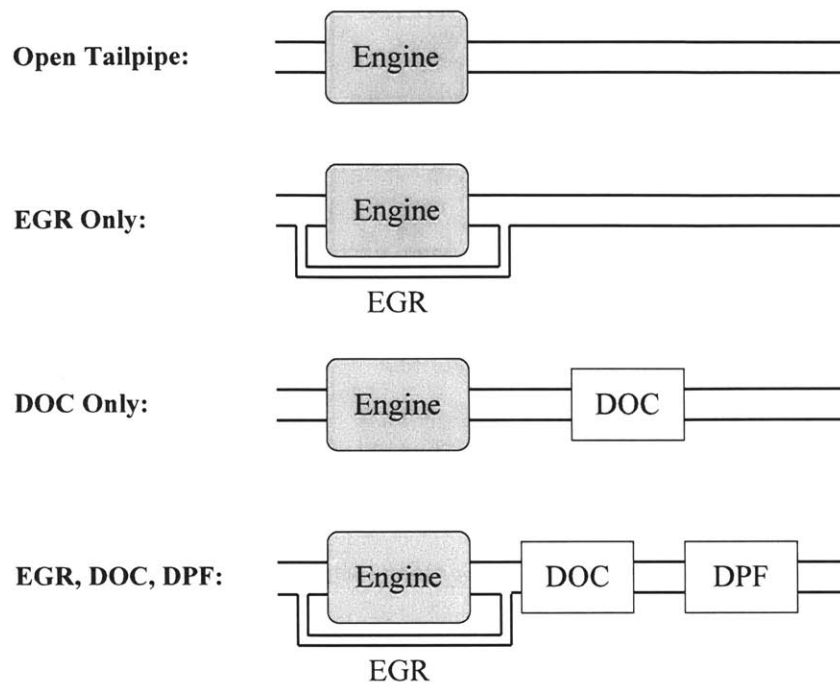 Open Tailpipe:
Engine
EGR Only:
Engine
EGR
DOC Only:
Engine
DOC
EGR, DOC, DPF:
Engine
DOC
DPF
EGR